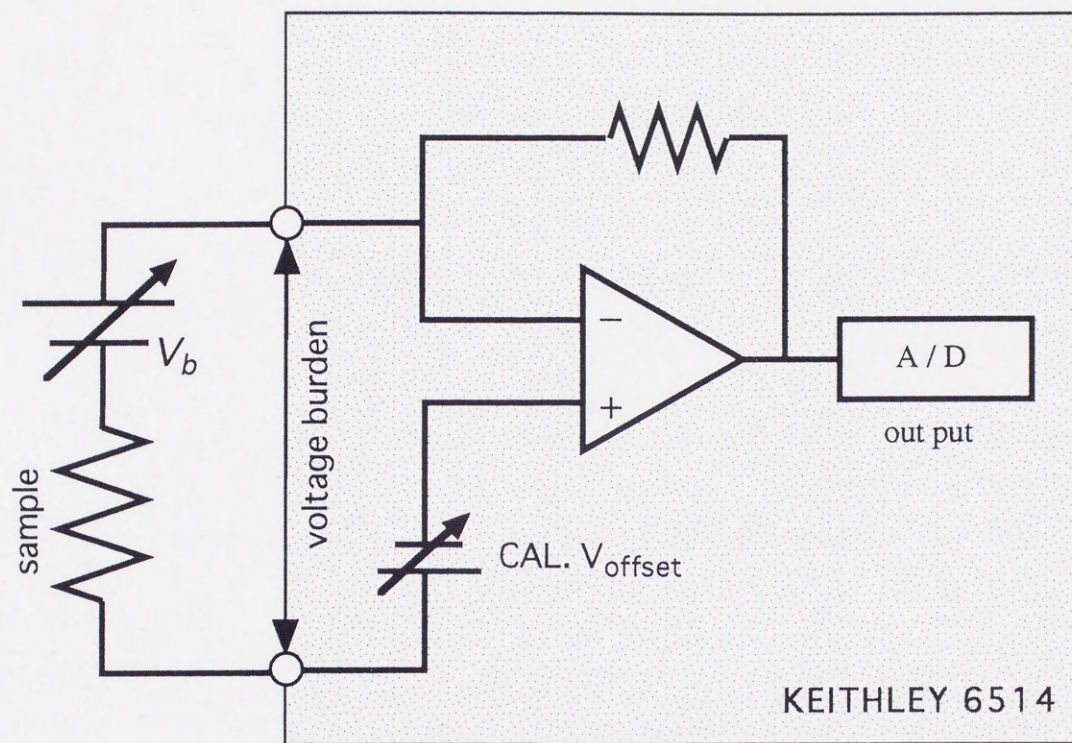 V_b
sample
voltage burden
−
+
A / D
out put
CAL. V_offset
KEITHLEY 6514